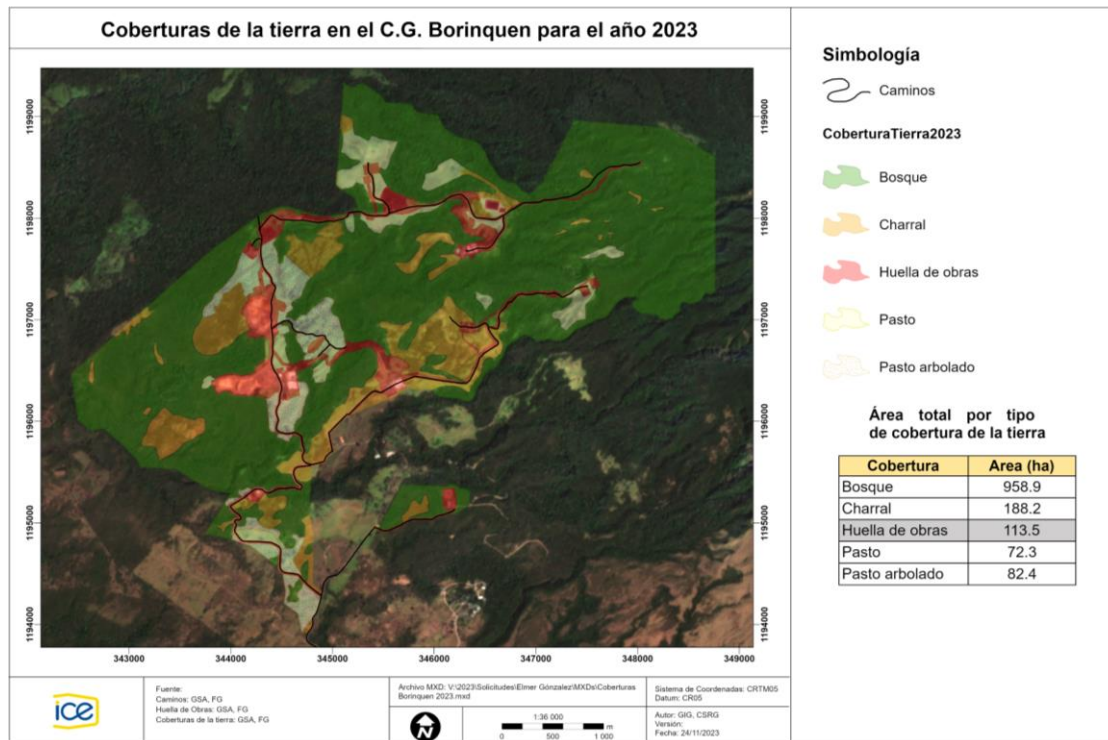 Coberturas de la tierra en el C.G. Borinquen para el año 2023
1199000
1198000
1197000
1196000
1195000
1194000
1199000
1198000
1197000
1196000
1195000
1194000
343000 344000 345000 346000 347000 348000 349000
Simbología
Caminos
CoberturaTierra2023
Bosque
Charral
Huella de obras
Pasto
Pasto arbolado
Área total por tipo
de cobertura de la tierra
Cobertura Area (ha)
Bosque 958.9
Charral 188.2
Huella de obras 113.5
Pasto 72.3
Pasto arbolado 82.4
ice
Fuente:
Caminos: GSA, FG
Huella de Obras: GSA, FG
Coberturas de la tierra: GSA, FG
Archivo MXD: V:\2023\Solicitudes\Elmer Gónzalez\MXDs\Coberturas
Borinquen 2023.mxd
N
1:36 000
m
0 500 1 000
Sistema de Coordenadas: CRTM05
Datum: CR05
Autor: GIG, CSRG
Versión:
Fecha: 24/11/2023